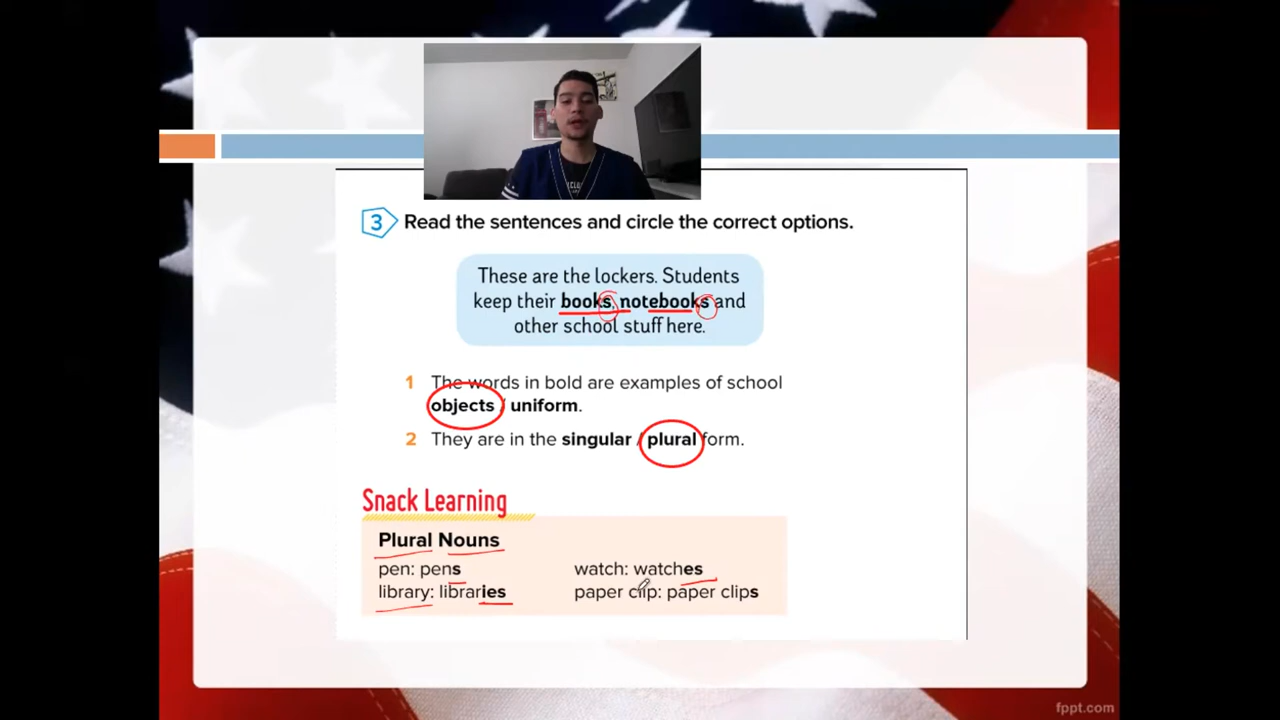 3 Read the sentences and circle the correct options.
These are the lockers. Students
keep their books, notebooks and
other school stuff here.
1 The words in bold are examples of school
objects / uniform.
2 They are in the singular / plural form.
Snack Learning
Plural Nouns
pen: pens
library: libraries
watch: watches
paper clip: paper clips
fppt.com